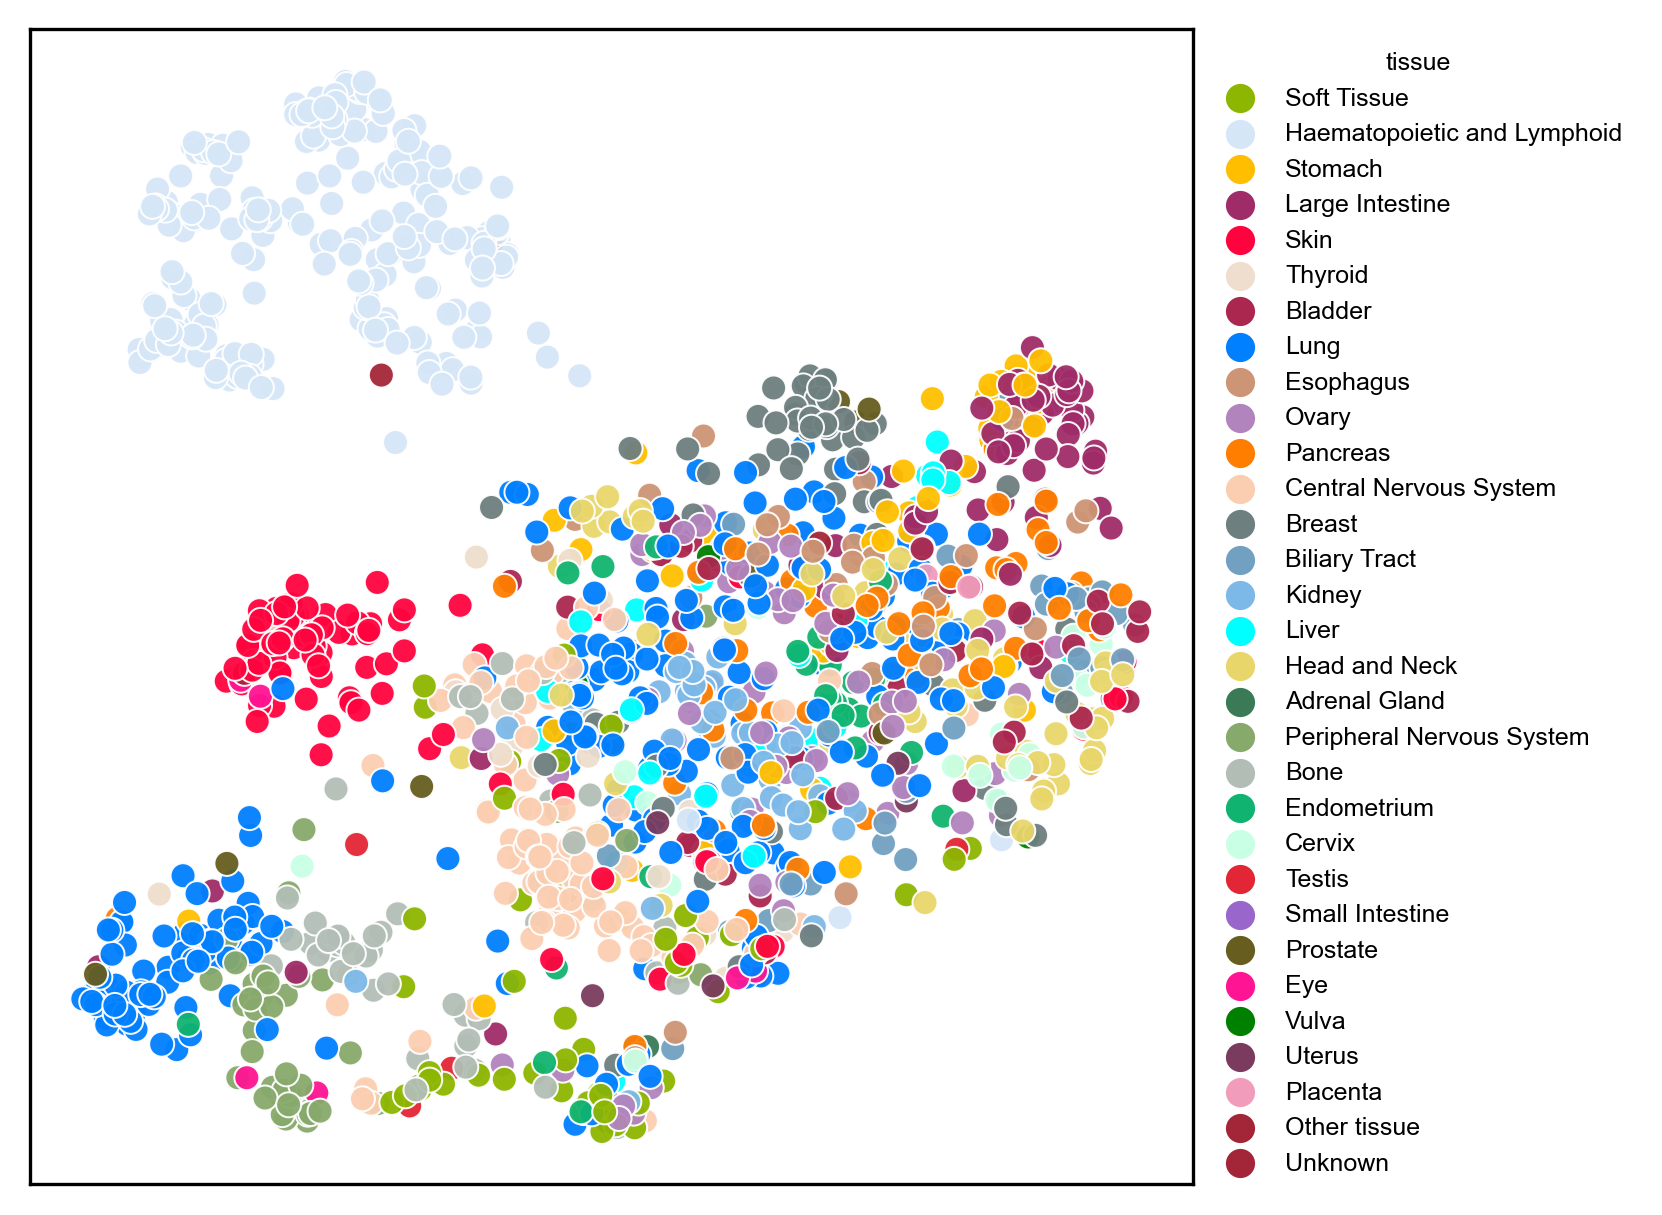 tissue
Soft Tissue
Haematopoietic and Lymphoid
Stomach
Large Intestine
Skin
Thyroid
Bladder
Lung
Esophagus
Ovary
Pancreas
Central Nervous System
Breast
Biliary Tract
Kidney
Liver
Head and Neck
Adrenal Gland
Peripheral Nervous System
Bone
Endometrium
Cervix
Testis
Small Intestine
Prostate
Eye
Vulva
Uterus
Placenta
Other tissue
Unknown